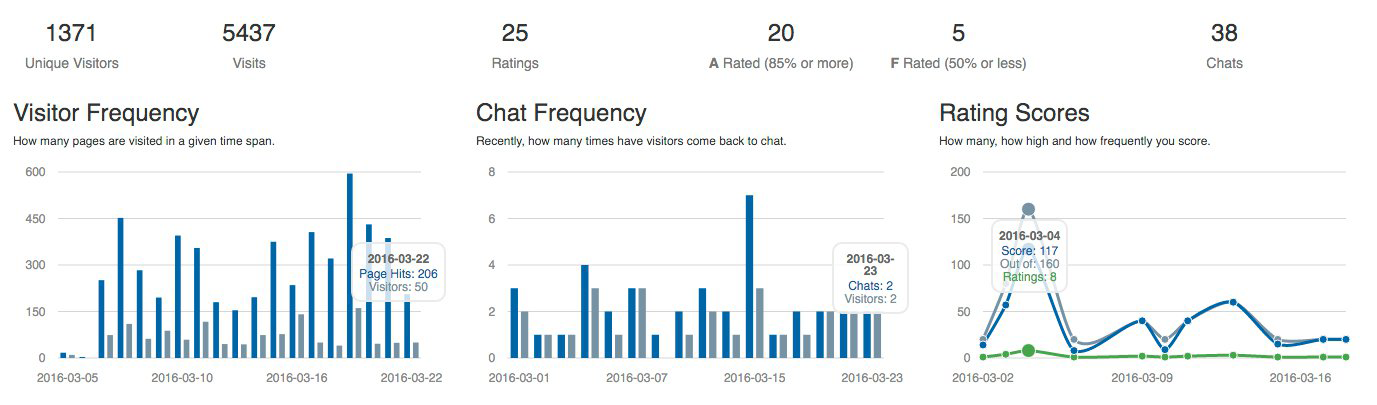 1371
Unique Visitors
5437
Visits
25
Ratings
20
A Rated (85% or more)
5
F Rated (50% or less)
38
Chats
Visitor Frequency
How many pages are visited in a given time span.
600
450
300
150
0
2016-03-22
Page Hits: 206
Visitors: 50
2016-03-05
2016-03-10
2016-03-16
2016-03-22
Chat Frequency
Recently, how many times have visitors come back to chat.
8
6
4
2
0
2016-03-
23
Chats: 2
Visitors: 2
2016-03-01
2016-03-07
2016-03-15
2016-03-23
Rating Scores
How many, how high and how frequently you score.
200
150
100
50
0
2016-03-04
Score: 117
Out of: 160
Ratings: 8
2016-03-02
2016-03-09
2016-03-16